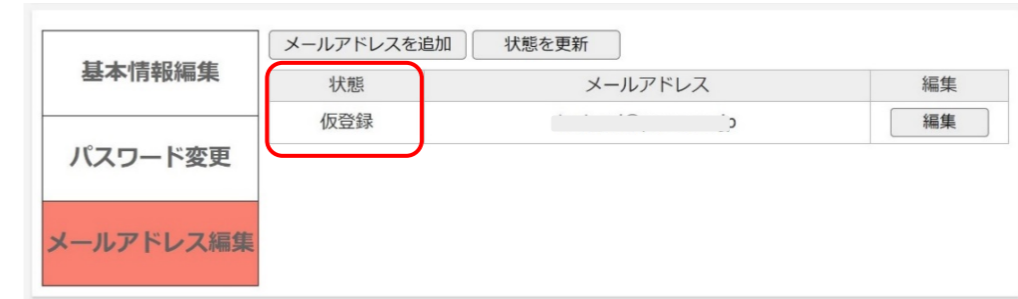 メールアドレスを追加 状態を更新
基本情報編集
パスワード変更
メールアドレス編集
状態 メールアドレス 編集
仮登録 編集